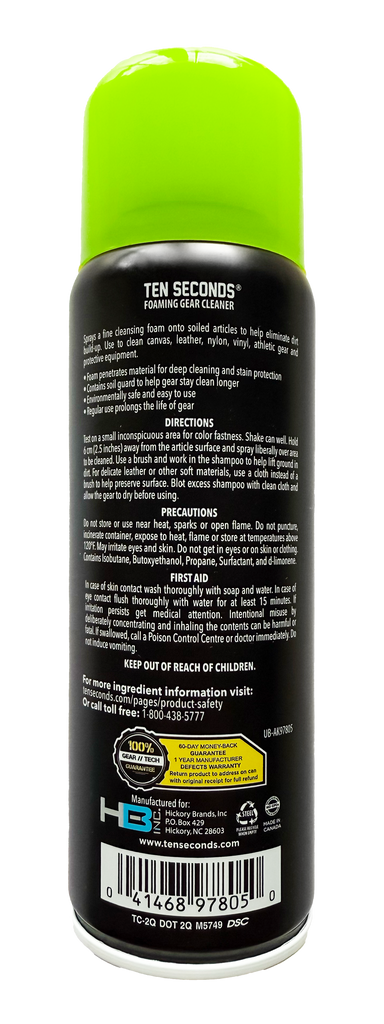 TEN SECONDS®
FOAMING GEAR CLEANER
Sprays a fine cleansing foam onto soiled articles to help eliminate dirt
build-up. Use to clean canvas, leather, nylon, vinyl, athletic gear and
protective equipment.
• Foam penetrates material for deep cleaning and stain protection
• Contains soil guard to help gear stay clean longer
• Environmentally safe and easy to use
• Regular use prolongs the life of gear
DIRECTIONS
Test on a small inconspicuous area for color fastness. Shake can well. Hold
6 cm (2.5 inches) away from the article surface and spray liberally over area
to be cleaned. Use a brush and work in the shampoo to help lift ground in
dirt. For delicate leather or other soft materials, use a cloth instead of a
brush to help preserve surface. Blot excess shampoo with clean cloth and
allow the gear to dry before using.
PRECAUTIONS
Do not store or use near heat, sparks or open flame. Do not puncture,
incinerate container, expose to heat, flame or store at temperatures above
120°F. May irritate eyes and skin. Do not get in eyes or on skin or clothing.
Contains Isobutane, Butoxyethanol, Propane, Surfactant, and d-limonene.
FIRST AID
In case of skin contact wash thoroughly with soap and water. In case of
eye contact flush thoroughly with water for at least 15 minutes. If
irritation persists get medical attention. Intentional misuse by
deliberately concentrating and inhaling the contents can be harmful or
fatal. If swallowed, call a Poison Control Centre or doctor immediately. Do
not induce vomiting.
KEEP OUT OF REACH OF CHILDREN.
For more ingredient information visit:
tenseconds.com/pages/product-safety
Or call toll free: 1-800-438-5777
UB-AK97805
100%
GEAR // TECH
GUARANTEE
60-DAY MONEY-BACK
GUARANTEE
1 YEAR MANUFACTURER
DEFECTS WARRANTY
Return product to address on can
with original receipt for full refund
Manufactured for:
HB INC.
Hickory Brands, Inc
P.O. Box 429
Hickory, NC 28603
www.tenseconds.com
STEEL
PLEASE RECYCLE
WHEN EMPTY
MADE IN
CANADA
0 41468 97805 0
TC-2Q DOT 2Q M5749 DSC